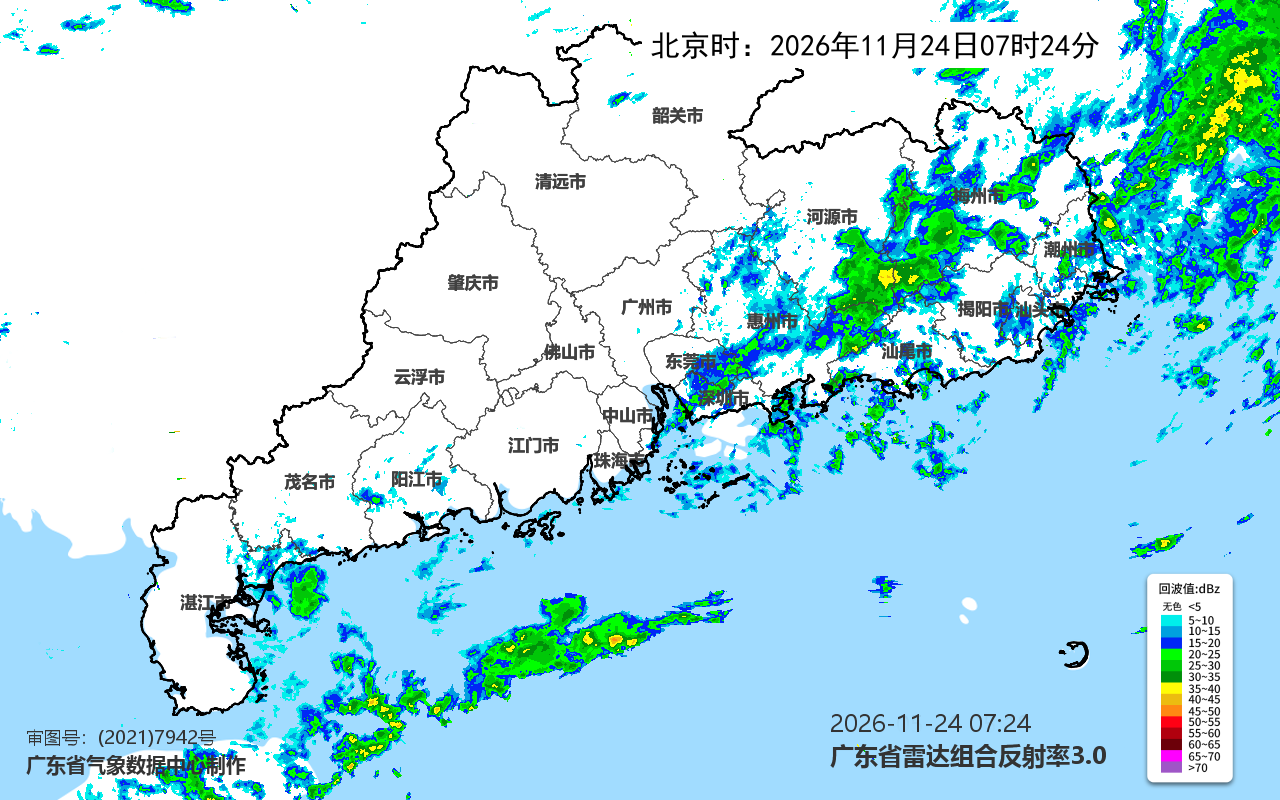 北京时：2026年11月24日07时24分
韶关市
清远市
梅州市
河源市
潮州市
肇庆市
广州市
揭阳市
汕头
惠州市
佛山市
东莞市
汕尾市
云浮市
深圳市
中山市
江门市
珠海市
茂名市
阳江市
湛江市
回波值:dBz
无色 <5
5~10
10~15
15~20
20~25
25~30
30~35
35~40
40~45
45~50
50~55
55~60
60~65
65~70
>70
2026-11-24 07:24
广东省雷达组合反射率3.0
审图号：(2021)7942号
广东省气象数据中心制作